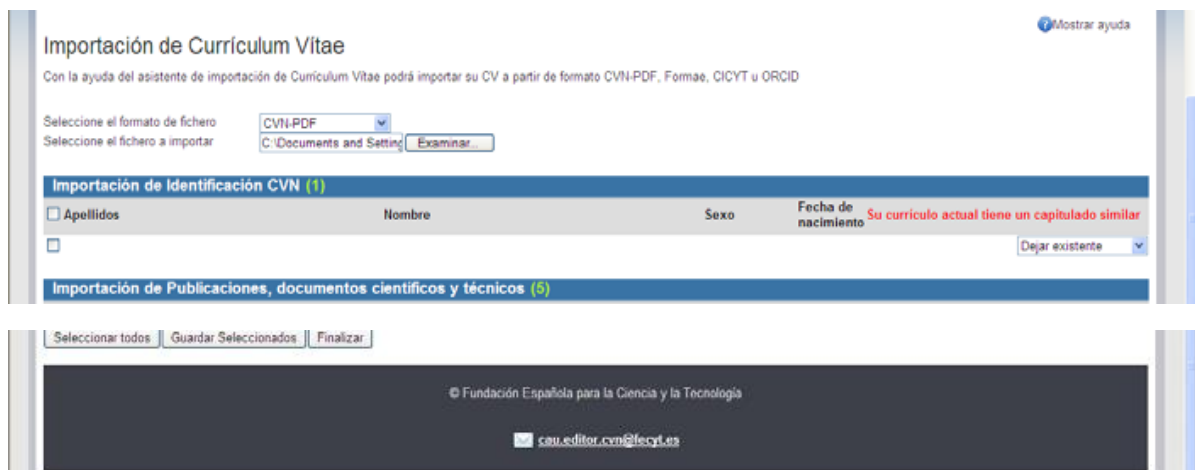 Mostrar ayuda
Importación de Currículum Vítae
Con la ayuda del asistente de importación de Curriculum Vitae podrá importar su CV a partir de formato CVN-PDF, Formae, CICYT u ORCID
Seleccione el formato de fichero CVN-PDF
Seleccione el fichero a importar C:\Documents and Setting Examinar...
Importación de Identificación CVN (1)
Apellidos Nombre Sexo Fecha de nacimiento Su curriculo actual tiene un capitulado similar
Dejar existente
Importación de Publicaciones, documentos científicos y técnicos (5)
Seleccionar todos Guardar Seleccionados Finalizar
© Fundación Española para la Ciencia y la Tecnología
cau.editor.cvn@fecyt.es